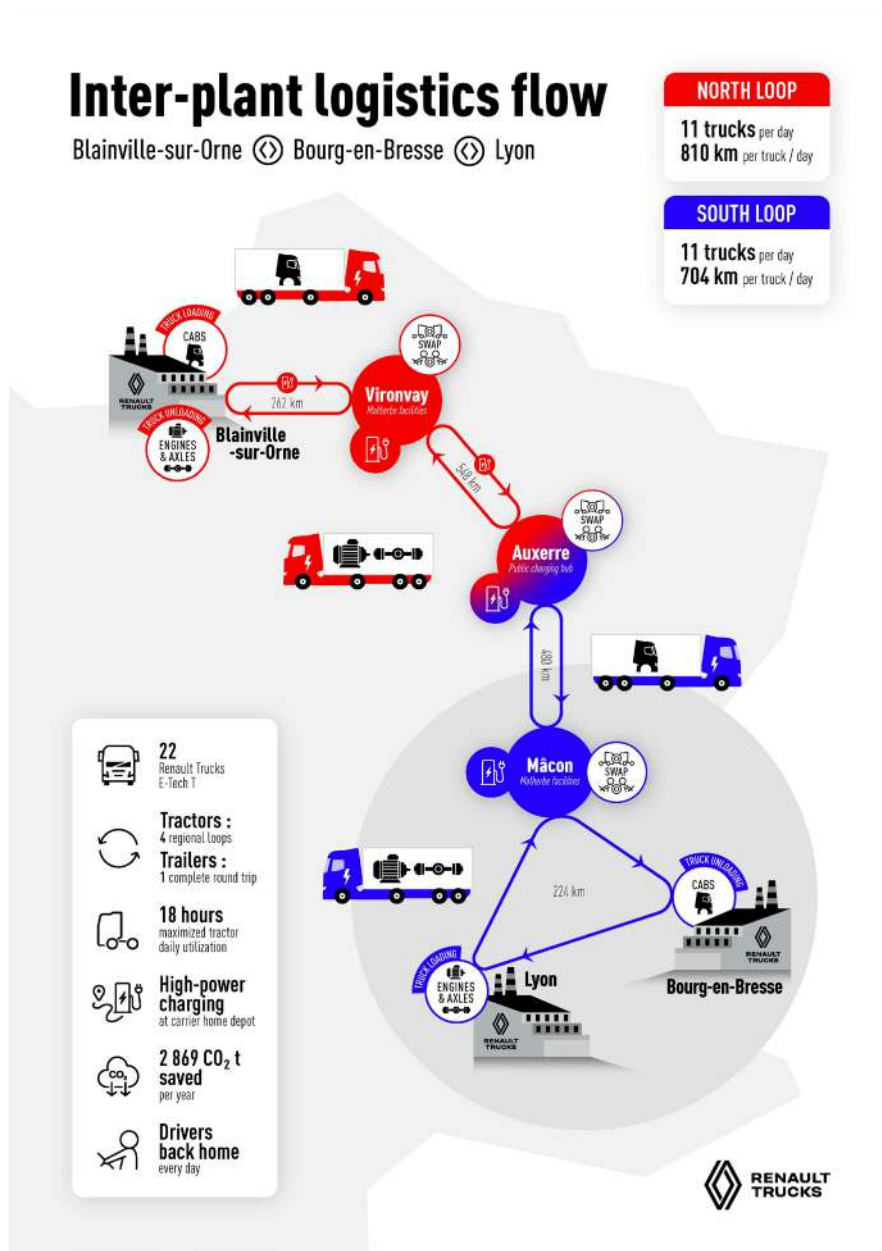 Inter-plant logistics flow
Blainville-sur-Orne Bourg-en-Bresse Lyon
NORTH LOOP
11 trucks per day
810 km per truck / day
SOUTH LOOP
11 trucks per day
704 km per truck / day
TRUCK LOADING
CABS
RENAULT
TRUCKS
TRUCK UNLOADING
ENGINES
& AXLES
Blainville
-sur-Orne
262 km
SWAP
Vironvay
Malherbe facilities
548 km
SWAP
Auxerre
Public charging hub
480 km
Mâcon
Malherbe facilities
SWAP
224 km
TRUCK UNLOADING
CABS
RENAULT
TRUCKS
Bourg-en-Bresse
TRUCK LOADING
ENGINES
& AXLES
Lyon
RENAULT
TRUCKS
22
Renault Trucks
E-Tech T
Tractors :
4 regional loops
Trailers :
1 complete round trip
18 hours
maximized tractor
daily utilization
High-power
charging
at carrier home depot
CO₂
2 869 CO₂ t
saved
per year
Drivers
back home
every day
RENAULT
TRUCKS